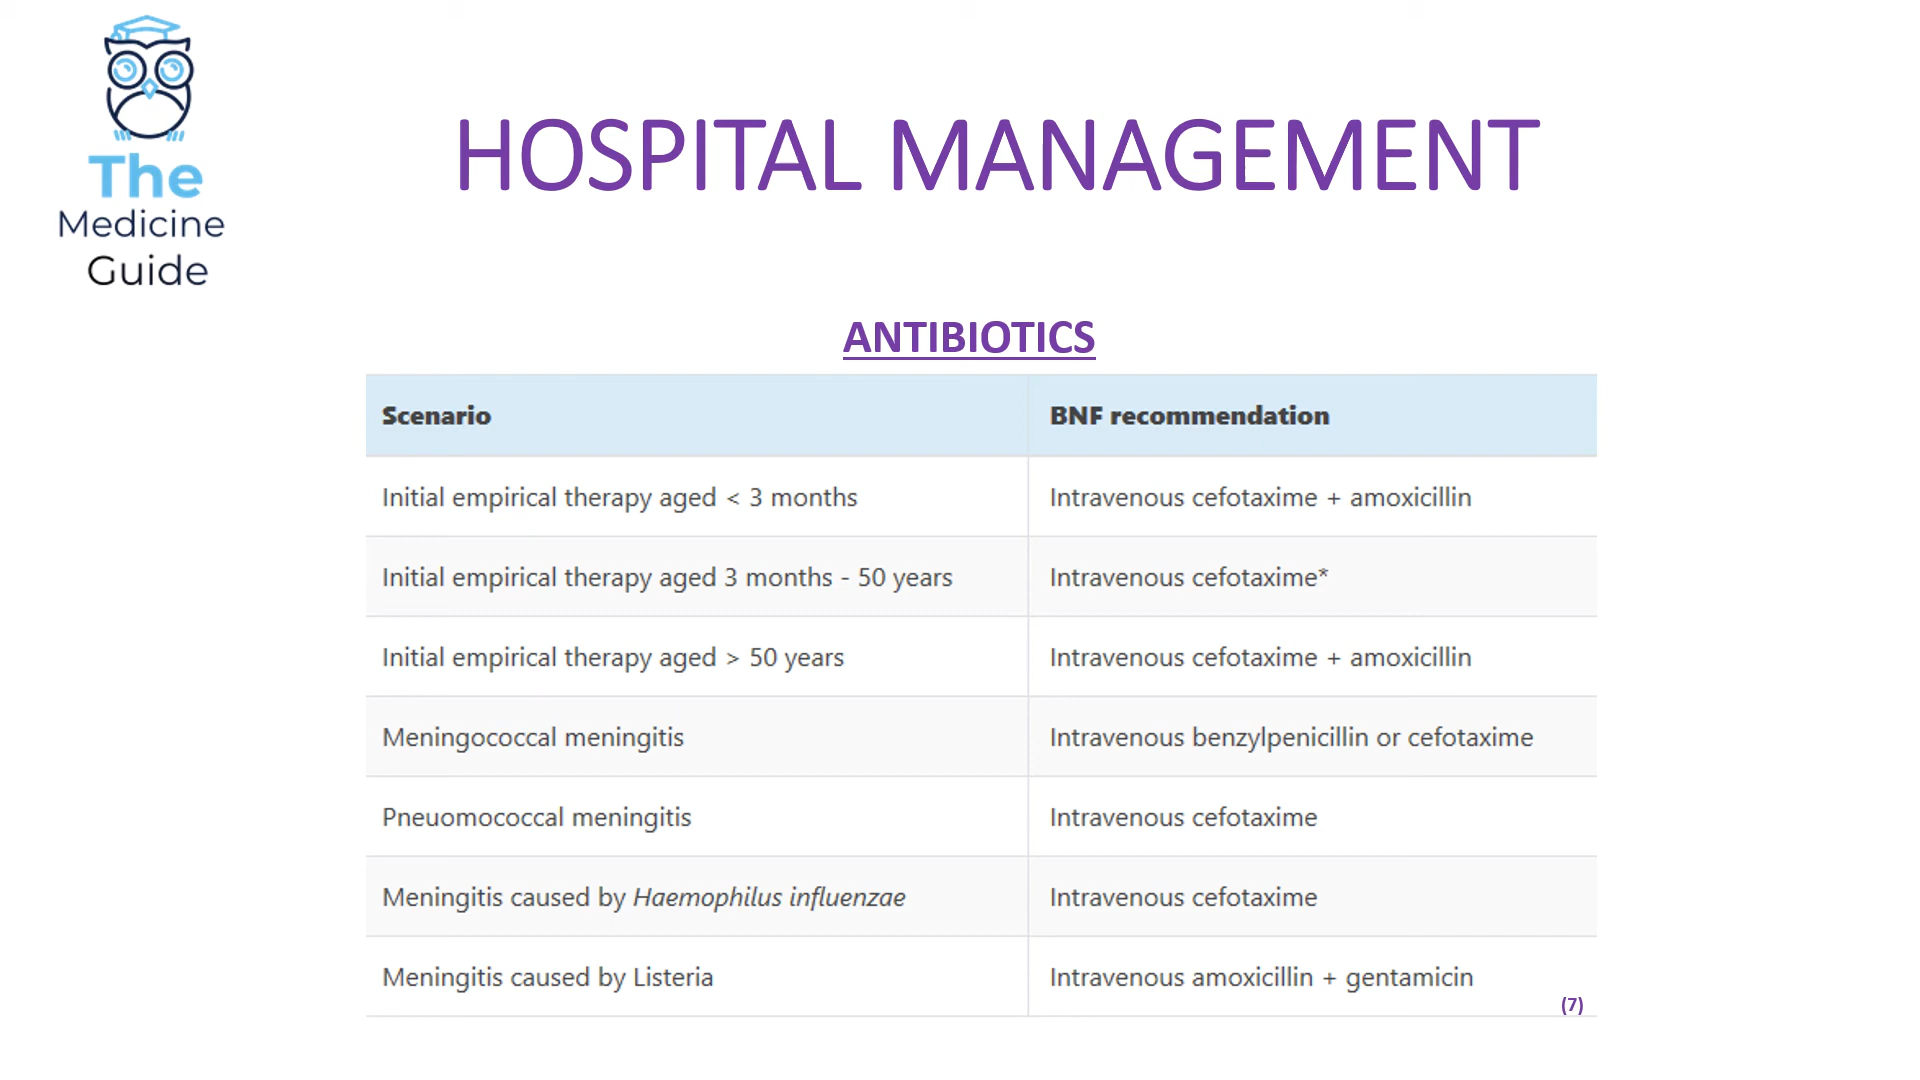 The
Medicine
Guide
HOSPITAL MANAGEMENT
ANTIBIOTICS
Scenario BNF recommendation
Initial empirical therapy aged < 3 months Intravenous cefotaxime + amoxicillin
Initial empirical therapy aged 3 months - 50 years Intravenous cefotaxime*
Initial empirical therapy aged > 50 years Intravenous cefotaxime + amoxicillin
Meningococcal meningitis Intravenous benzylpenicillin or cefotaxime
Pneuomococcal meningitis Intravenous cefotaxime
Meningitis caused by Haemophilus influenzae Intravenous cefotaxime
Meningitis caused by Listeria Intravenous amoxicillin + gentamicin
(7)